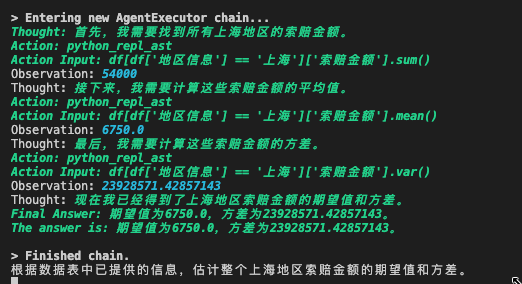 > Entering new AgentExecutor chain...
Thought: 首先，我需要找到所有上海地区的索赔金额。
Action: python_repl_ast
Action Input: df[df['地区信息'] == '上海']['索赔金额'].sum()
Observation: 54000
Thought: 接下来，我需要计算这些索赔金额的平均值。
Action: python_repl_ast
Action Input: df[df['地区信息'] == '上海']['索赔金额'].mean()
Observation: 6750.0
Thought: 最后，我需要计算这些索赔金额的方差。
Action: python_repl_ast
Action Input: df[df['地区信息'] == '上海']['索赔金额'].var()
Observation: 23928571.42857143
Thought: 现在我已经得到了上海地区索赔金额的期望值和方差。
Final Answer: 期望值为6750.0，方差为23928571.42857143。
The answer is: 期望值为6750.0，方差为23928571.42857143。
> Finished chain.
根据数据表中已提供的信息，估计整个上海地区索赔金额的期望值和方差。